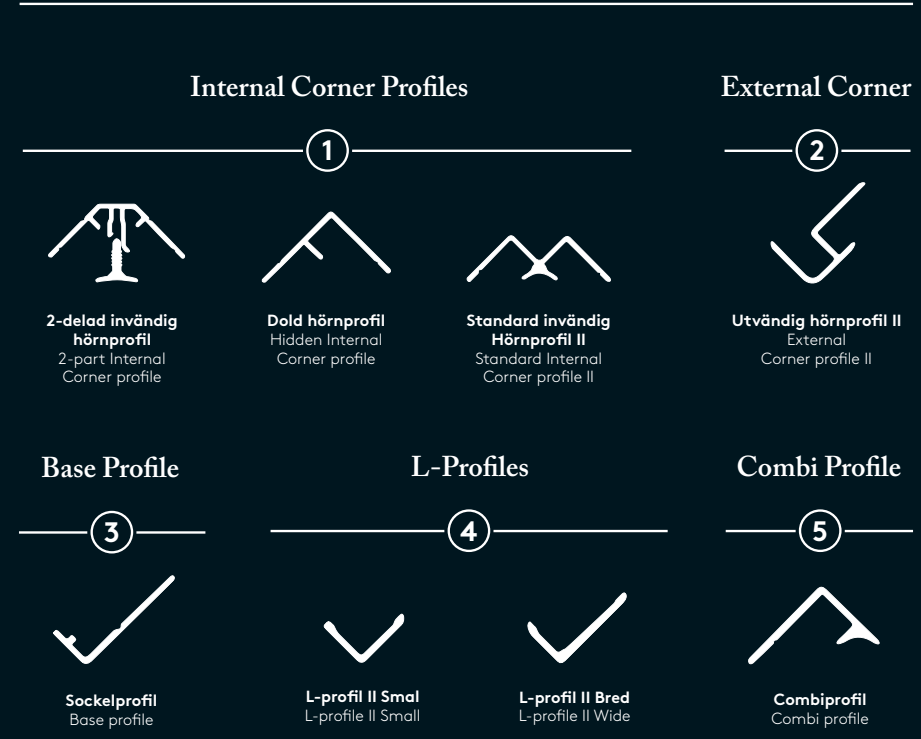 Internal Corner Profiles
1
2-delad invändig
hörnprofil
2-part Internal
Corner profile
Dold hörnprofil
Hidden Internal
Corner profile
Standard invändig
Hörnprofil II
Standard Internal
Corner profile II
External Corner
2
Utvändig hörnprofil II
External
Corner profile II
Base Profile
3
Sockelprofil
Base profile
L-Profiles
4
L-profil II Smal
L-profile II Small
L-profil II Bred
L-profile II Wide
Combi Profile
5
Combiprofil
Combi profile